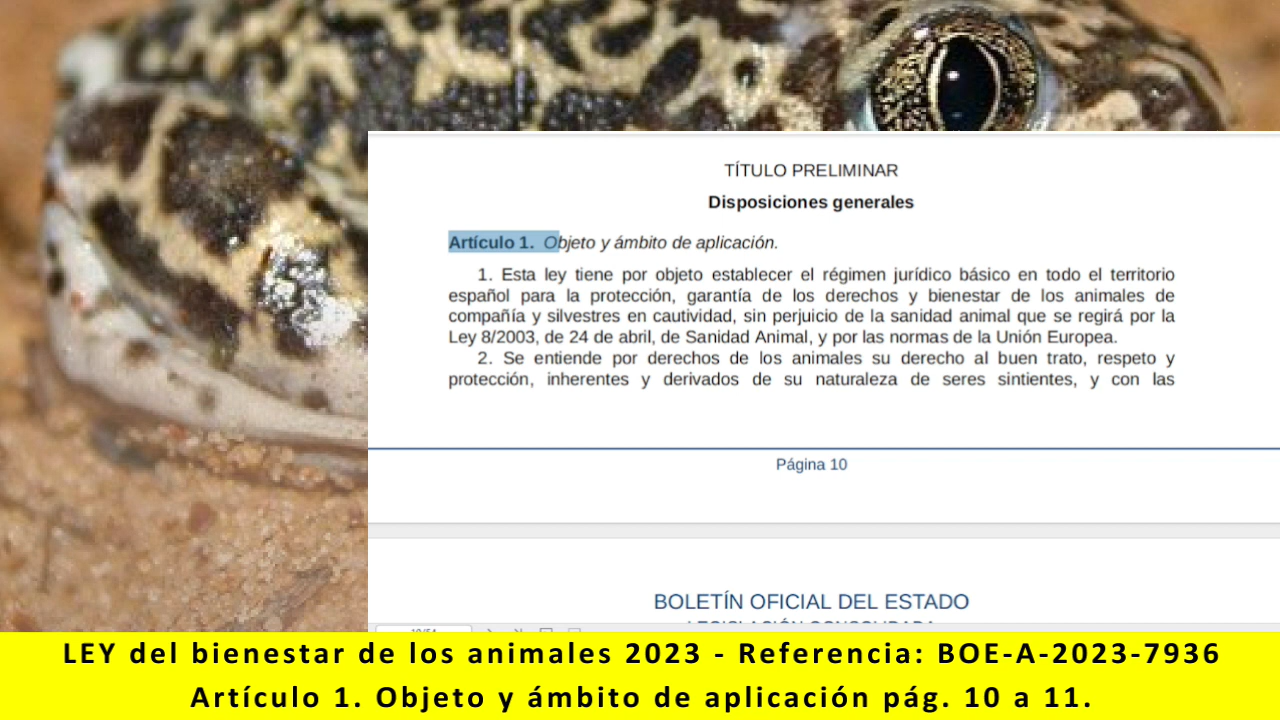 TÍTULO PRELIMINAR
Disposiciones generales
Artículo 1. Objeto y ámbito de aplicación.
1. Esta ley tiene por objeto establecer el régimen jurídico básico en todo el territorio
español para la protección, garantía de los derechos y bienestar de los animales de
compañía y silvestres en cautividad, sin perjuicio de la sanidad animal que se regirá por la
Ley 8/2003, de 24 de abril, de Sanidad Animal, y por las normas de la Unión Europea.
2. Se entiende por derechos de los animales su derecho al buen trato, respeto y
protección, inherentes y derivados de su naturaleza de seres sintientes, y con las
Página 10
BOLETÍN OFICIAL DEL ESTADO
LEGISLACIÓN CONSOLIDADA
LEY del bienestar de los animales 2023 - Referencia: BOE-A-2023-7936
Artículo 1. Objeto y ámbito de aplicación pág. 10 a 11.